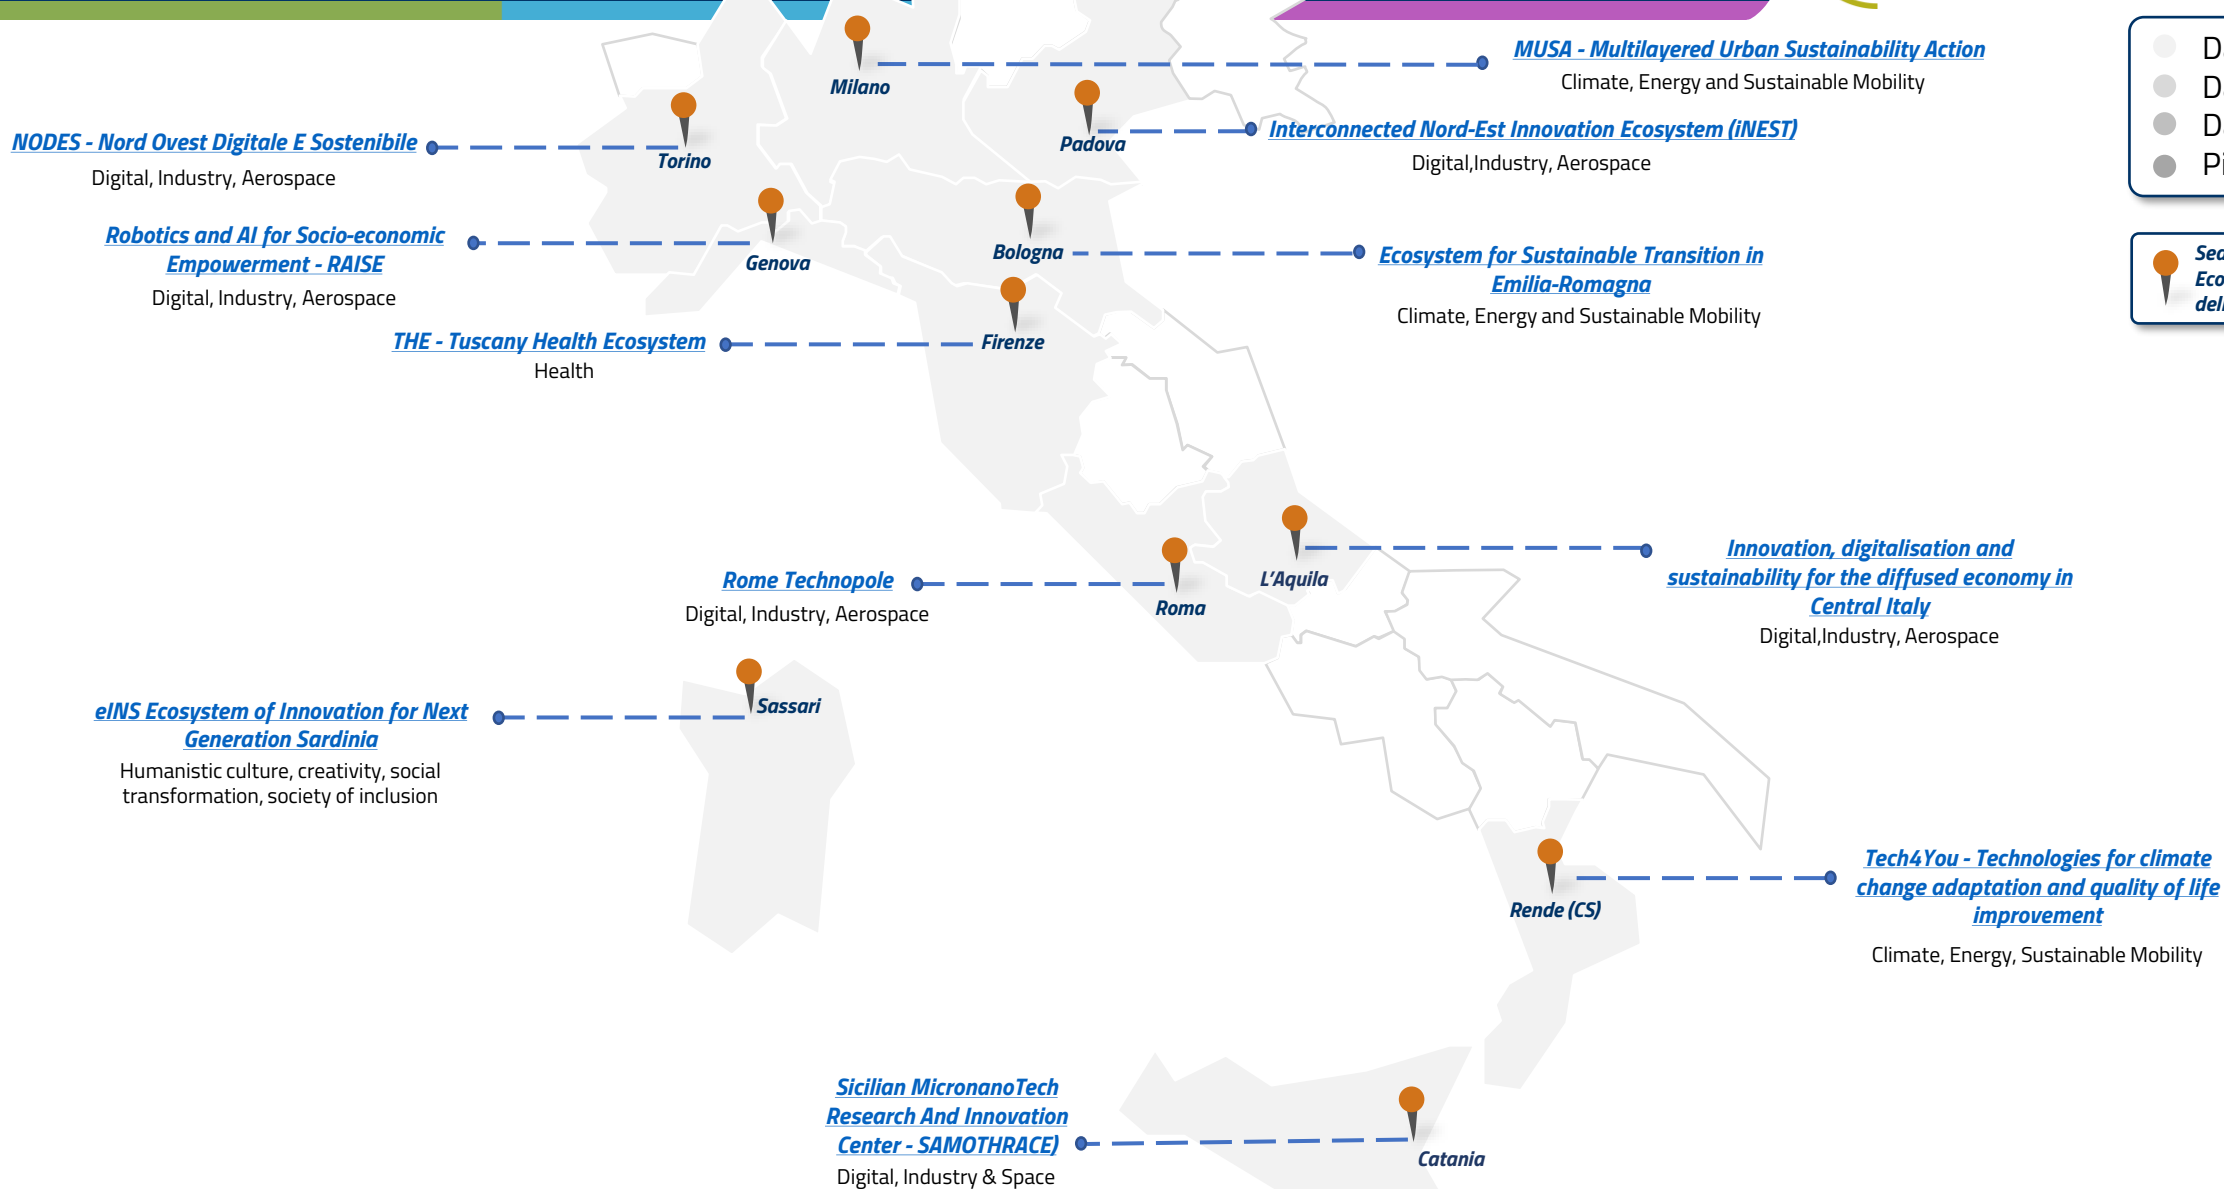 Milano
MUSA - Multilayered Urban Sustainability Action
Climate, Energy and Sustainable Mobility
NODES - Nord Ovest Digitale E Sostenibile
Digital, Industry, Aerospace
Torino
Padova
Interconnected Nord-Est Innovation Ecosystem (iNEST)
Digital,Industry, Aerospace
Robotics and AI for Socio-economic
Empowerment - RAISE
Digital, Industry, Aerospace
Genova
Bologna
Ecosystem for Sustainable Transition in
Emilia-Romagna
Climate, Energy and Sustainable Mobility
THE - Tuscany Health Ecosystem
Health
Firenze
L'Aquila
Innovation, digitalisation and
sustainability for the diffused economy in
Central Italy
Digital,Industry, Aerospace
Rome Technopole
Digital, Industry, Aerospace
Roma
Sassari
eINS Ecosystem of Innovation for Next
Generation Sardinia
Humanistic culture, creativity, social
transformation, society of inclusion
Rende (CS)
Tech4You - Technologies for climate
change adaptation and quality of life
improvement
Climate, Energy, Sustainable Mobility
Sicilian MicronanoTech
Research And Innovation
Center - SAMOTHRACE)
Digital, Industry & Space
Catania